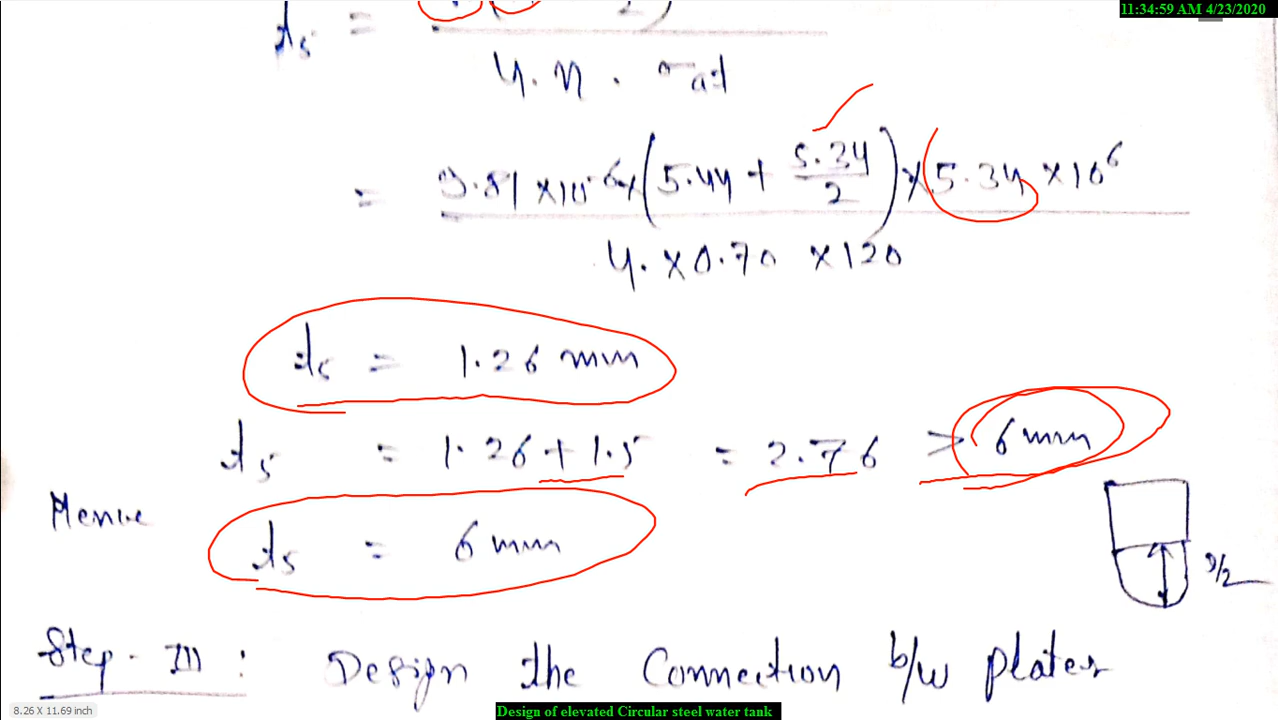 11:34:59 AM 4/23/2020
ts =
4.η . σat
= 9.81 ×10⁻⁶ × (5.44 + 5.34/2) × 5.34 ×10⁶
4. × 0.70 × 120
ts = 1.26 mm
ts = 1.26 + 1.5 = 2.76 > 6 mm
Hence
ts = 6 mm
D/2
Step - III : Design the Connection b/w plates
8.26 X 11.69 inch
Design of elevated Circular steel water tank